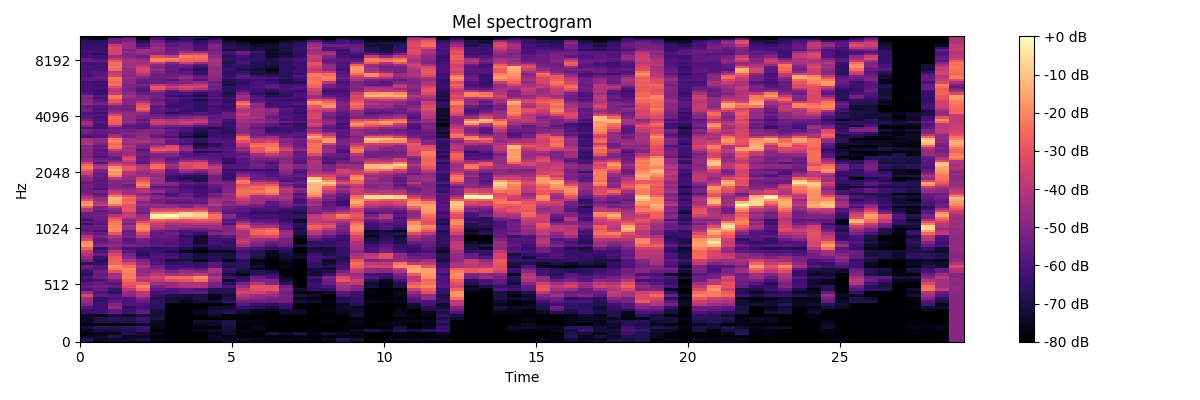 Mel spectrogram
Hz
8192
4096
2048
1024
512
0
0 5 10 15 20 25
Time
+0 dB
-10 dB
-20 dB
-30 dB
-40 dB
-50 dB
-60 dB
-70 dB
-80 dB